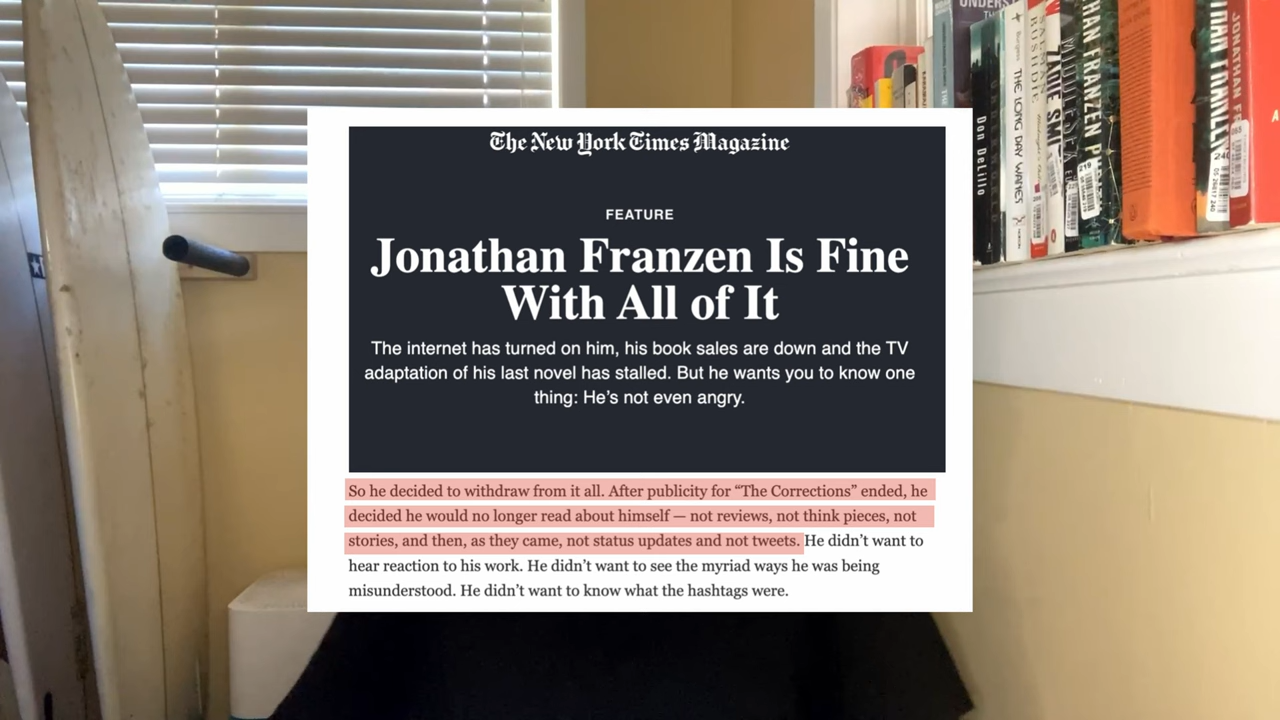 The New York Times Magazine
FEATURE
Jonathan Franzen Is Fine
With All of It
The internet has turned on him, his book sales are down and the TV
adaptation of his last novel has stalled. But he wants you to know one
thing: He's not even angry.
So he decided to withdraw from it all. After publicity for “The Corrections” ended, he
decided he would no longer read about himself — not reviews, not think pieces, not
stories, and then, as they came, not status updates and not tweets. He didn’t want to
hear reaction to his work. He didn’t want to see the myriad ways he was being
misunderstood. He didn’t want to know what the hashtags were.
Don DeLillo
THE LONG DAY WANES
RUSHDIE
ZADIE SM
FRANZEN
219
JONATHAN FR
240